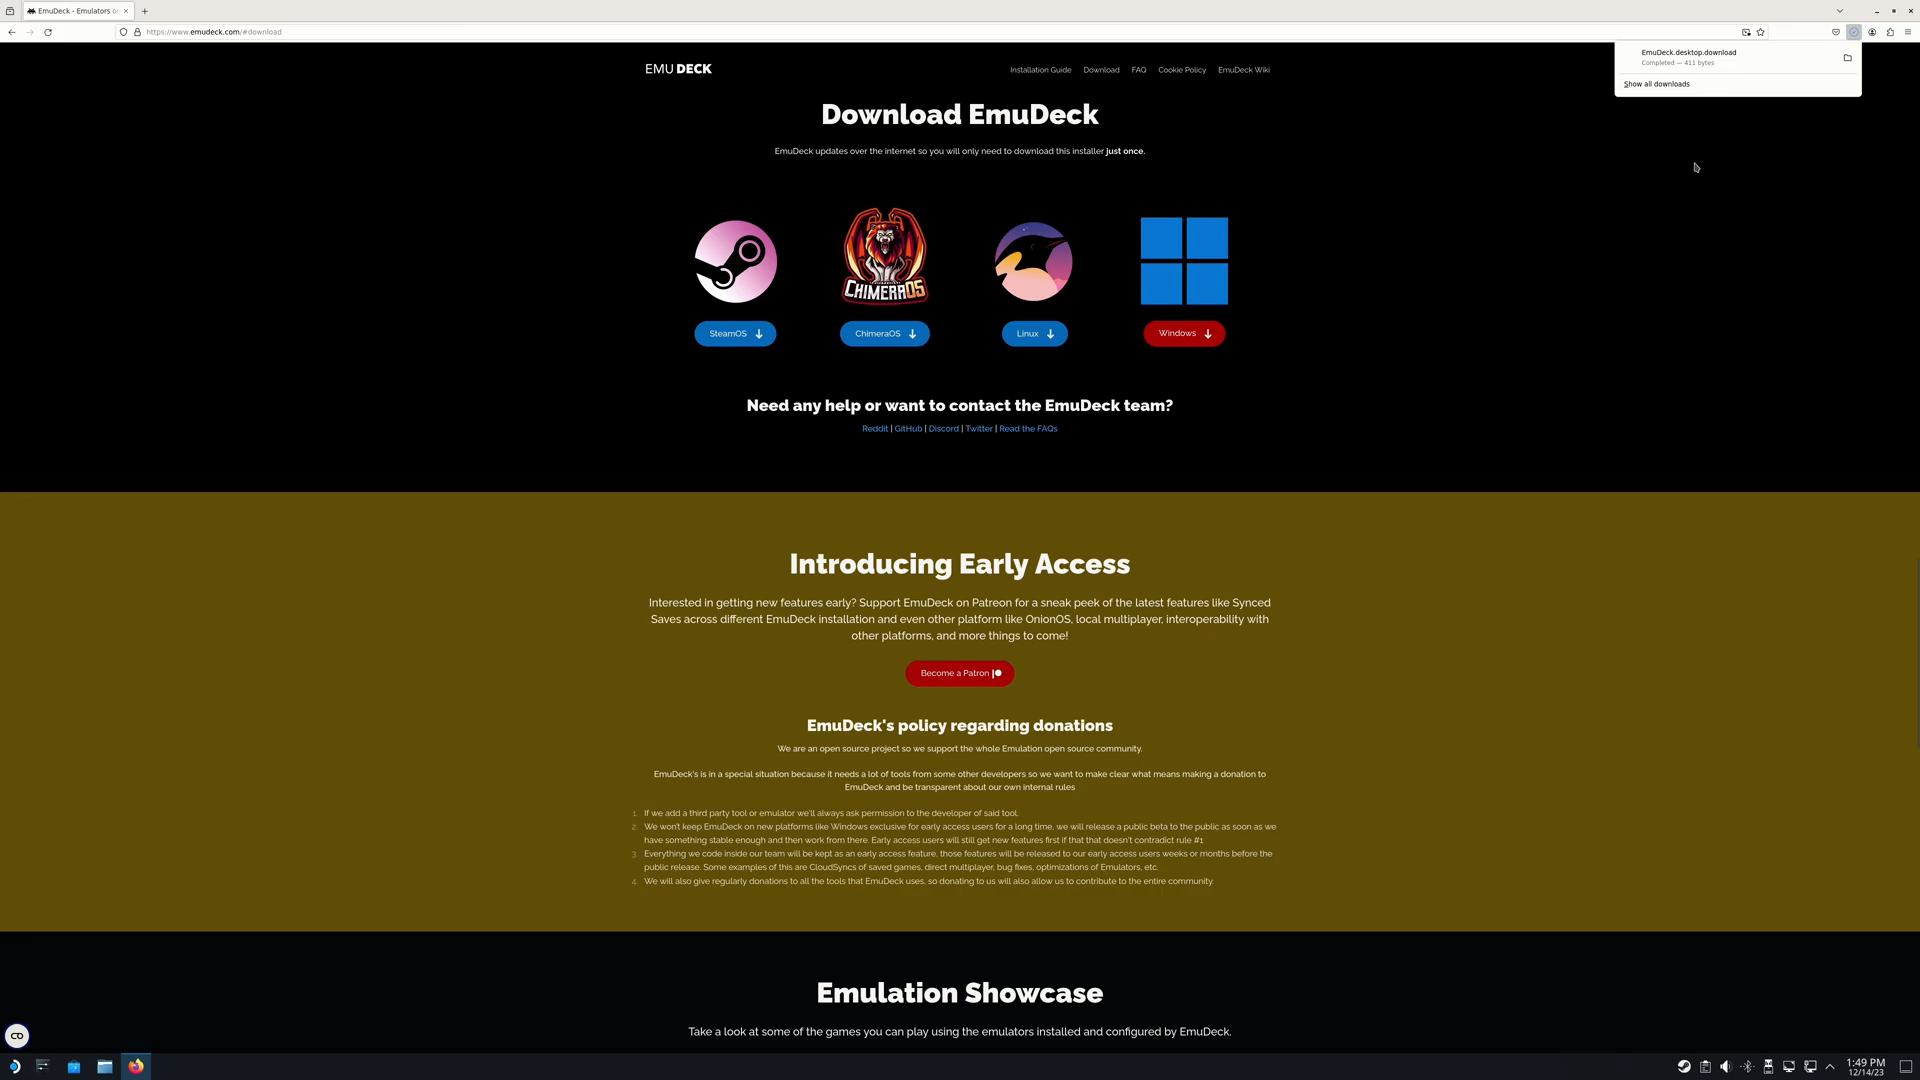 EmuDeck - Emulators o
https://www.emudeck.com/#download
EmuDeck.desktop.download
Completed — 411 bytes
Show all downloads
EMU DECK
Installation Guide
Download
FAQ
Cookie Policy
EmuDeck Wiki
Download EmuDeck
EmuDeck updates over the internet so you will only need to download this installer just once.
CHIMERAOS
SteamOS
ChimeraOS
Linux
Windows
Need any help or want to contact the EmuDeck team?
Reddit | GitHub | Discord | Twitter | Read the FAQs
Introducing Early Access
Interested in getting new features early? Support EmuDeck on Patreon for a sneak peek of the latest features like Synced
Saves across different EmuDeck installation and even other platform like OnionOS, local multiplayer, interoperability with
other platforms, and more things to come!
Become a Patron
EmuDeck's policy regarding donations
We are an open source project so we support the whole Emulation open source community.
EmuDeck's is in a special situation because it needs a lot of tools from some other developers so we want to make clear what means making a donation to
EmuDeck and be transparent about our own internal rules
1. If we add a third party tool or emulator we'll always ask permission to the developer of said tool.
2. We won't keep EmuDeck on new platforms like Windows exclusive for early access users for a long time, we will release a public beta to the public as soon as we
have something stable enough and then work from there. Early access users will still get new features first if that that doesn't contradict rule #1
3. Everything we code inside our team will be kept as an early access feature, those features will be released to our early access users weeks or months before the
public release. Some examples of this are CloudSyncs of saved games, direct multiplayer, bug fixes, optimizations of Emulators, etc.
4. We will also give regularly donations to all the tools that EmuDeck uses, so donating to us will also allow us to contribute to the entire community.
Emulation Showcase
Take a look at some of the games you can play using the emulators installed and configured by EmuDeck.
1:49 PM
12/14/23